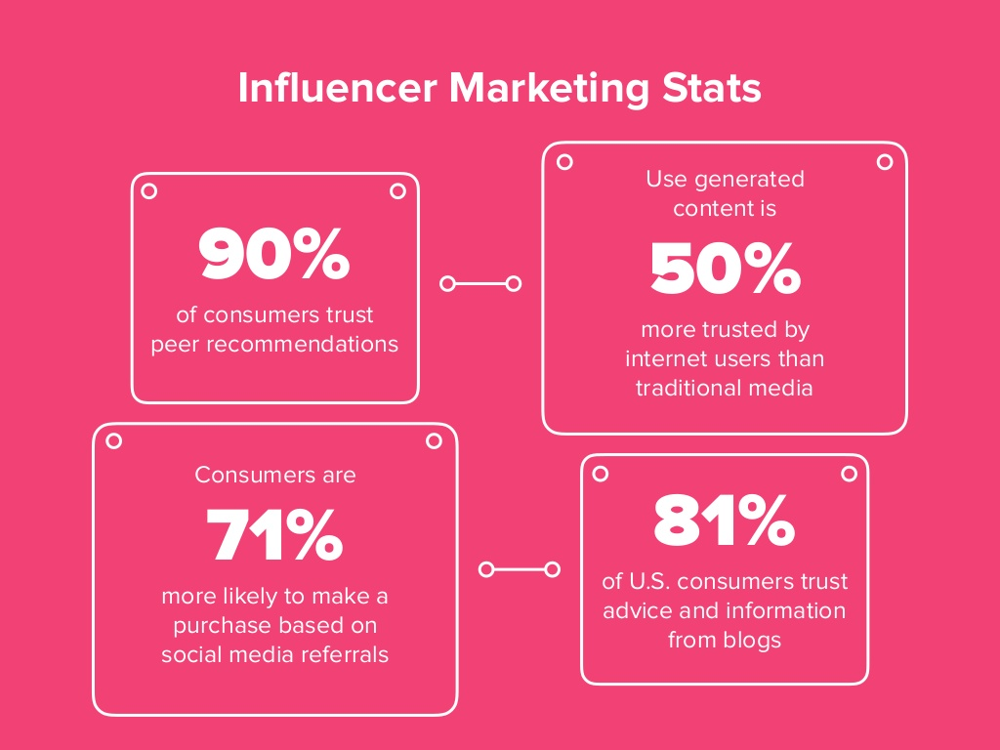 Influencer Marketing Stats
90%
of consumers trust
peer recommendations
Use generated
content is
50%
more trusted by
internet users than
traditional media
Consumers are
71%
more likely to make a
purchase based on
social media referrals
81%
of U.S. consumers trust
advice and information
from blogs